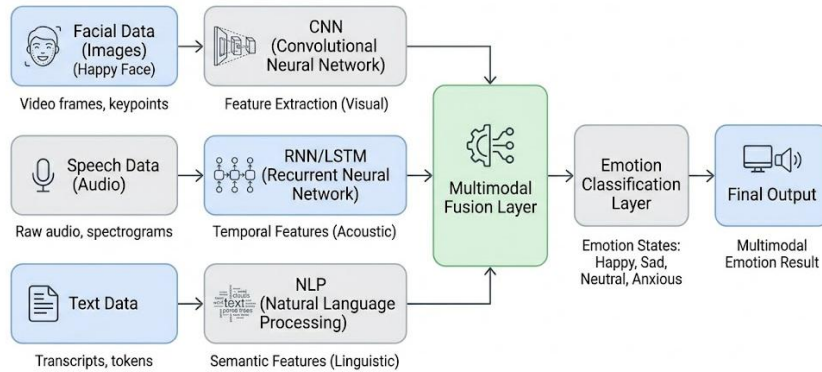 Facial Data
(Images)
(Happy Face)
Video frames, keypoints
CNN
(Convolutional
Neural Network)
Feature Extraction (Visual)
Speech Data
(Audio)
Raw audio, spectrograms
RNN/LSTM
(Recurrent Neural
Network)
Temporal Features (Acoustic)
Text Data
Transcripts, tokens
text
NLP
(Natural Language
Processing)
Semantic Features (Linguistic)
Multimodal
Fusion Layer
Emotion
Classification
Layer
Emotion States:
Happy, Sad,
Neutral, Anxious
Final Output
Multimodal
Emotion Result